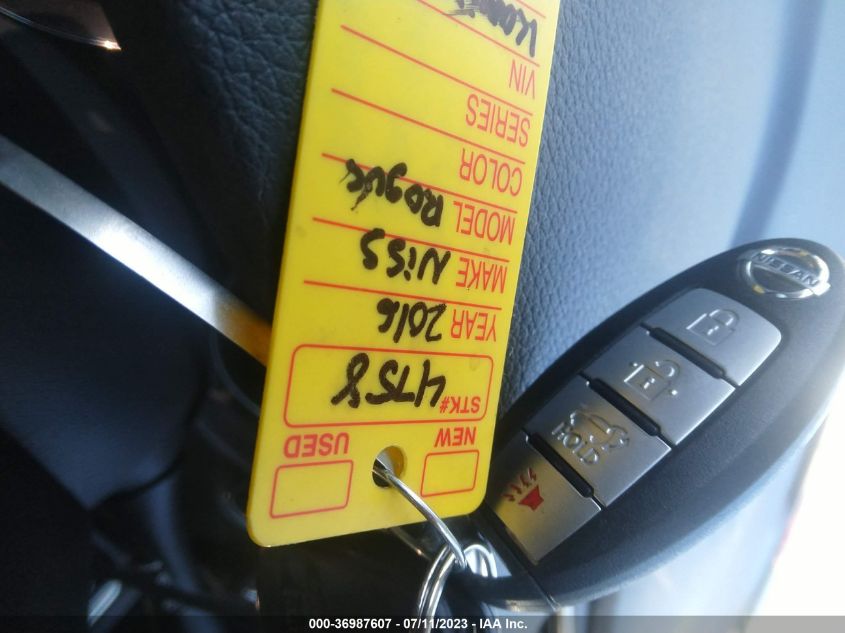 NEW
USED
STK# 4758
YEAR 2016
MAKE NISS
MODEL Rogue
COLOR
SERIES
VIN
NISSAN
HOLD
000-36987607 - 07/11/2023 - IAA Inc.